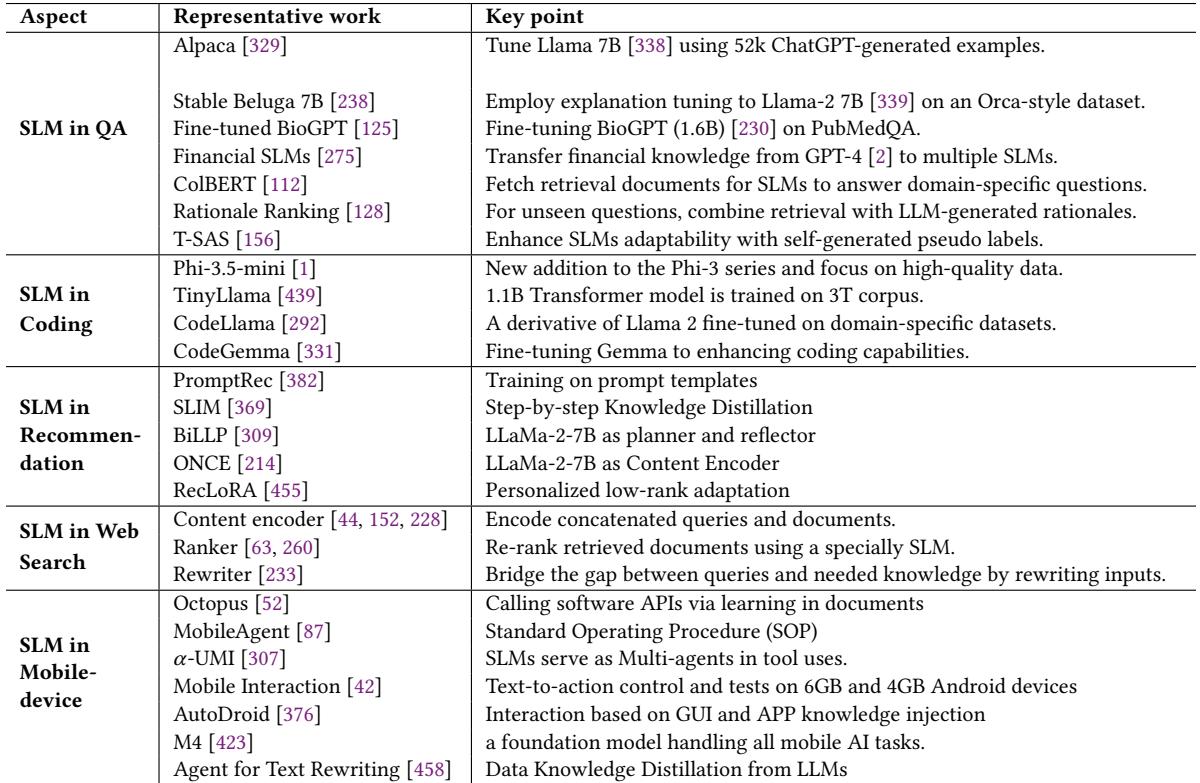 Aspect Representative work Key point
Alpaca [329] Tune Llama 7B [338] using 52k ChatGPT-generated examples.
Stable Beluga 7B [238] Employ explanation tuning to Llama-2 7B [339] on an Orca-style dataset.
SLM in QA Fine-tuned BioGPT [125] Fine-tuning BioGPT (1.6B) [230] on PubMedQA.
Financial SLMs [275] Transfer financial knowledge from GPT-4 [2] to multiple SLMs.
ColBERT [112] Fetch retrieval documents for SLMs to answer domain-specific questions.
Rationale Ranking [128] For unseen questions, combine retrieval with LLM-generated rationales.
T-SAS [156] Enhance SLMs adaptability with self-generated pseudo labels.
Phi-3.5-mini [1] New addition to the Phi-3 series and focus on high-quality data.
SLM in TinyLlama [439] 1.1B Transformer model is trained on 3T corpus.
Coding CodeLlama [292] A derivative of Llama 2 fine-tuned on domain-specific datasets.
CodeGemma [331] Fine-tuning Gemma to enhancing coding capabilities.
PromptRec [382] Training on prompt templates
SLM in SLIM [369] Step-by-step Knowledge Distillation
Recommen- BiLLP [309] LLaMa-2-7B as planner and reflector
dation ONCE [214] LLaMa-2-7B as Content Encoder
RecLoRA [455] Personalized low-rank adaptation
SLM in Web Content encoder [44, 152, 228] Encode concatenated queries and documents.
Search Ranker [63, 260] Re-rank retrieved documents using a specially SLM.
Rewriter [233] Bridge the gap between queries and needed knowledge by rewriting inputs.
Octopus [52] Calling software APIs via learning in documents
MobileAgent [87] Standard Operating Procedure (SOP)
SLM in α-UMI [307] SLMs serve as Multi-agents in tool uses.
Mobile- Mobile Interaction [42] Text-to-action control and tests on 6GB and 4GB Android devices
device AutoDroid [376] Interaction based on GUI and APP knowledge injection
M4 [423] a foundation model handling all mobile AI tasks.
Agent for Text Rewriting [458] Data Knowledge Distillation from LLMs